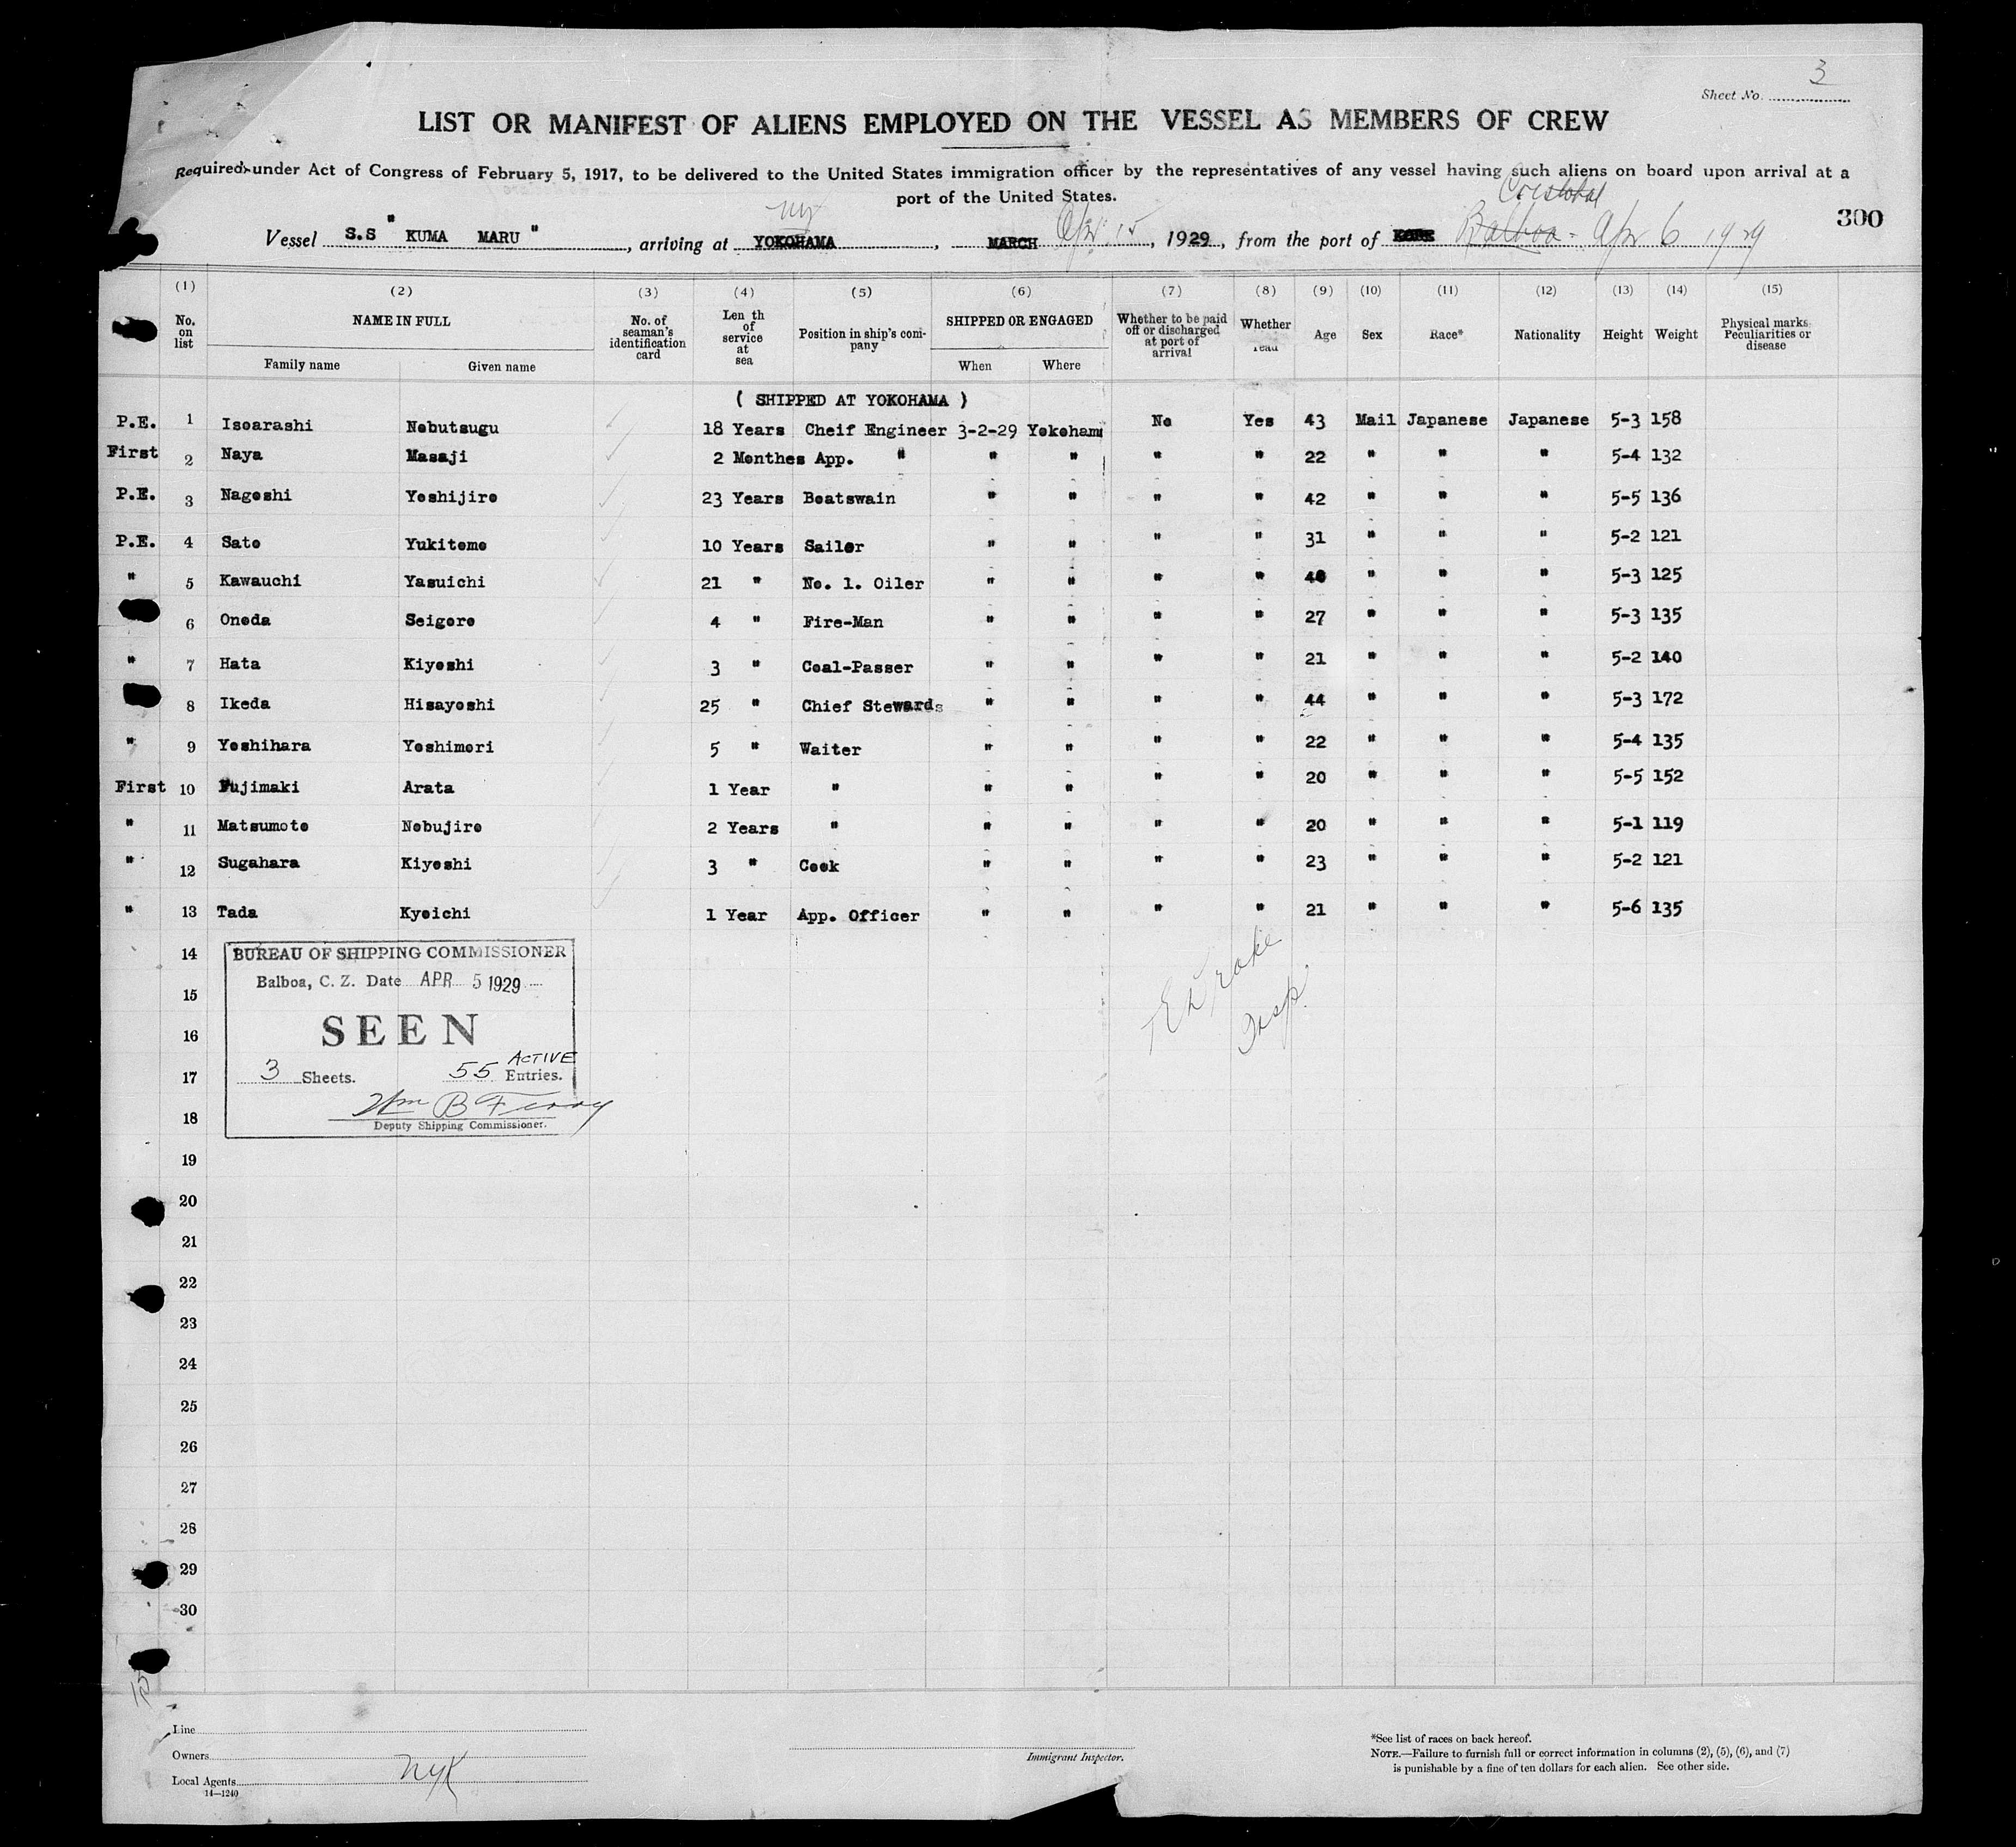 Sheet No. 3
LIST OR MANIFEST OF ALIENS EMPLOYED ON THE VESSEL AS MEMBERS OF CREW
Required under Act of Congress of February 5, 1917, to be delivered to the United States immigration officer by the representatives of any vessel having such aliens on board upon arrival at a
port of the United States.
ny Cristobal
Vessel S.S " KUMA MARU ", arriving at YOKOHAMA, MARCH Apr. 15, 1929, from the port of KOBE Balboa - Apr 6 1929
300
(1) (2) (3) (4) (5) (6) (7) (8) (9) (10) (11) (12) (13) (14) (15)
No. on list NAME IN FULL Family name Given name No. of seaman's identification card Len th of service at sea Position in ship's company SHIPPED OR ENGAGED When Where Whether to be paid off or discharged at port of arrival Whether read Age Sex Race* Nationality Height Weight Physical marks Peculiarities or disease
( SHIPPED AT YOKOHAMA )
P.E. 1 Isoarashi Nobutsugu 18 Years Cheif Engineer 3-2-29 Yokohama No Yes 43 Mail Japanese Japanese 5-3 158
First 2 Naya Masaji 2 Monthes App. " " " " " 22 " " " 5-4 132
P.E. 3 Nagoshi Yoshijiro 23 Years Boatswain " " " " 42 " " " 5-5 136
P.E. 4 Sato Yukitomo 10 Years Sailor " " " " 31 " " " 5-2 121
" 5 Kawauchi Yasuichi 21 " No. 1. Oiler " " " " 40 " " " 5-3 125
6 Onoda Seigoro 4 " Fire-Man " " " " 27 " " " 5-3 135
" 7 Hata Kiyoshi 3 " Coal-Passer " " " " 21 " " " 5-2 140
8 Ikeda Hisayoshi 25 " Chief Stewards " " " " 44 " " " 5-3 172
" 9 Yoshihara Yoshimori 5 " Waiter " " " " 22 " " " 5-4 135
First 10 Fujimaki Arata 1 Year " " " " " 20 " " " 5-5 152
" 11 Matsumoto Nobujiro 2 Years " " " " " 20 " " " 5-1 119
" 12 Sugahara Kiyoshi 3 " Cook " " " " 23 " " " 5-2 121
" 13 Tada Kyoichi 1 Year App. Officer " " " " 21 " " " 5-6 135
14
15
16
17
18
19
20
21
22
23
24
25
26
27
28
29
30
BUREAU OF SHIPPING COMMISSIONER
Balboa, C. Z. Date APR 5 1929
SEEN
ACTIVE
3 Sheets. 55 Entries.
Wm B
Deputy Shipping Commissioner.
Insp.
15
Line
Owners
Local Agents NYK
14—1240
Immigrant Inspector.
*See list of races on back hereof.
NOTE.—Failure to furnish full or correct information in columns (2), (5), (6), and (7)
is punishable by a fine of ten dollars for each alien. See other side.